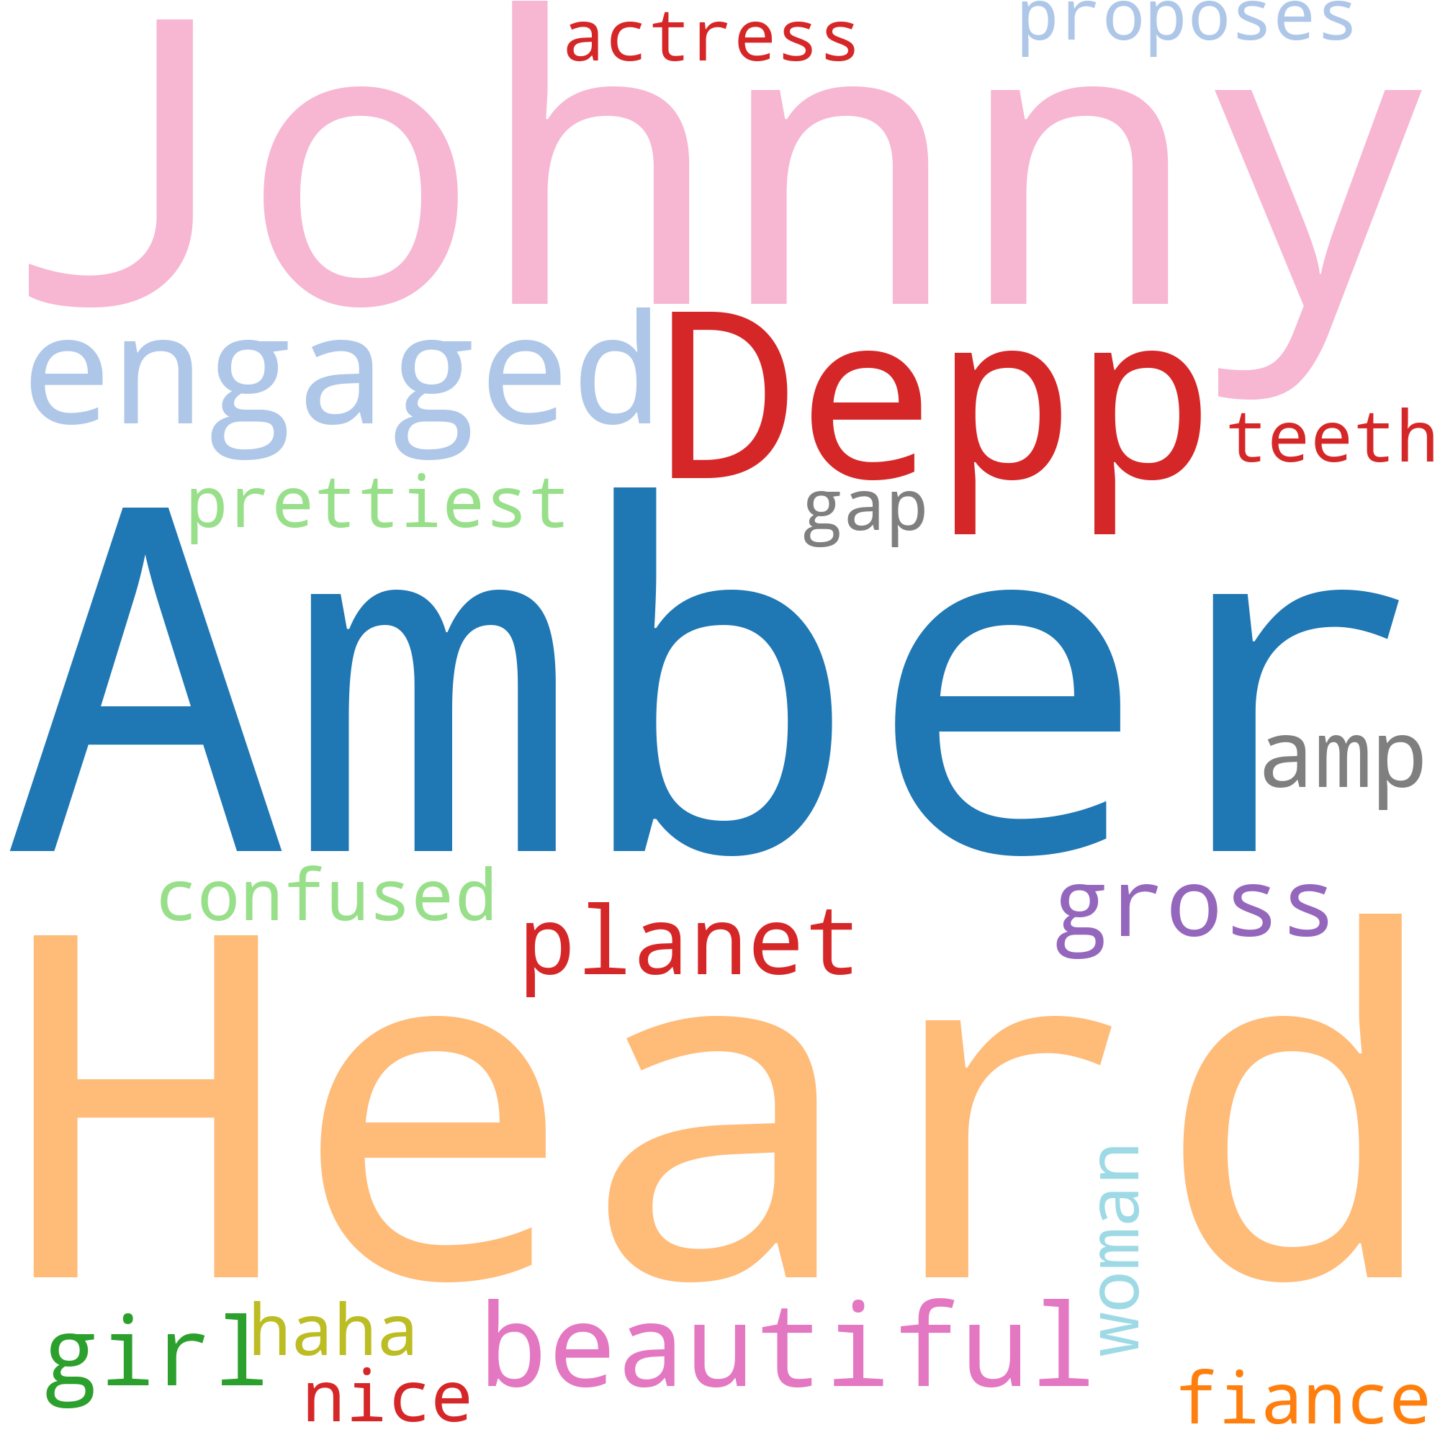 actress
proposes
Johnny
engaged
Depp
teeth
prettiest
gap
Amber
amp
confused
gross
planet
Heard
woman
girl
haha
beautiful
nice
fiance